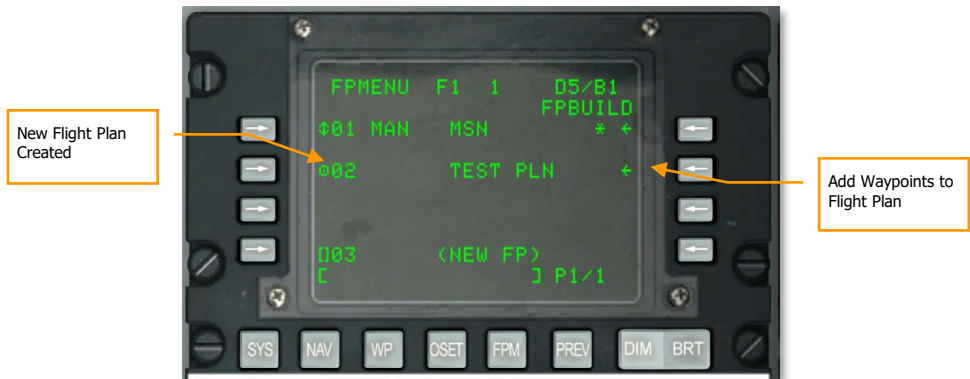 New Flight Plan
Created
FPMENU F1 1 D5/B1
FPBUILD
01 MAN MSN * ←
02 TEST PLN ←
[]03 (NEW FP)
[ ] P1/1
Add Waypoints to
Flight Plan
SYS NAV WP OSET FPM PREV DIM BRT